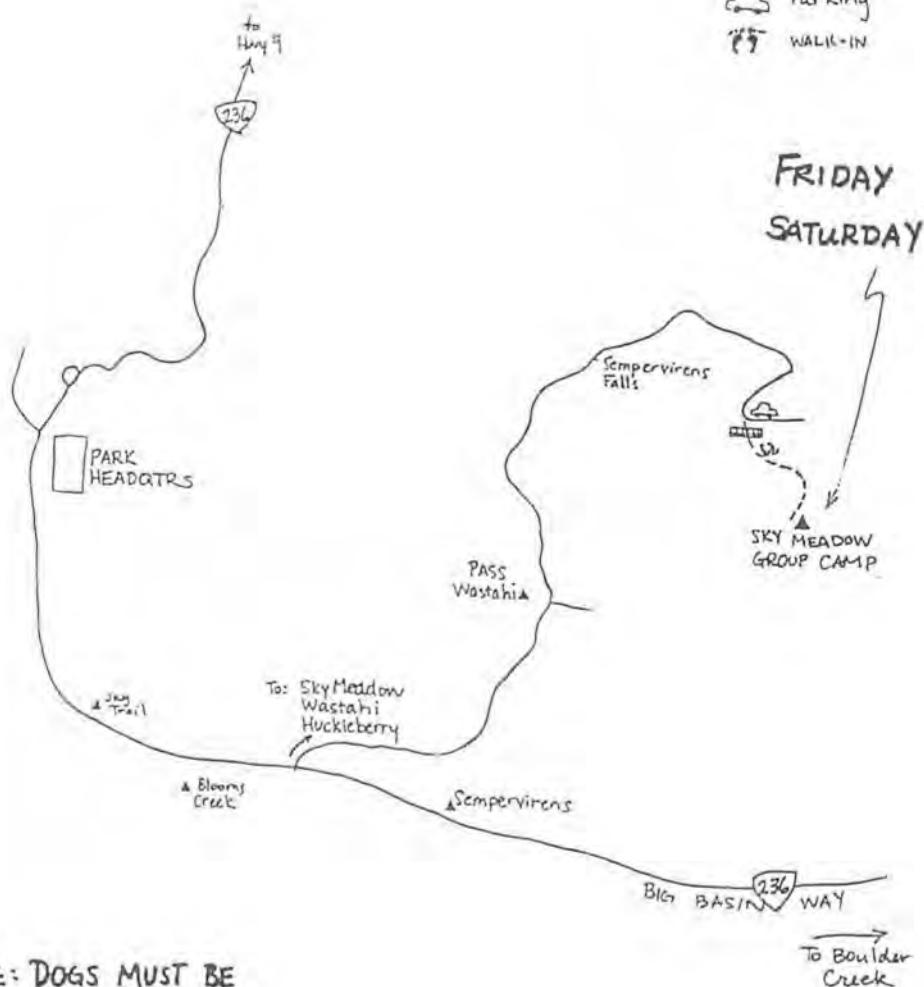 to
Hwy 9
236
Parking
WALK-IN
FRIDAY
SATURDAY
Sempervirens
Falls
PARK
HEADQTRS
SKY MEADOW
GROUP CAMP
PASS
Wastahi
To: Sky Meadow
Wastahi
Huckleberry
Sky
Trail
Blooms
Creek
Sempervirens
BIG BASIN 236 WAY
To Boulder
Creek
: DOGS MUST BE